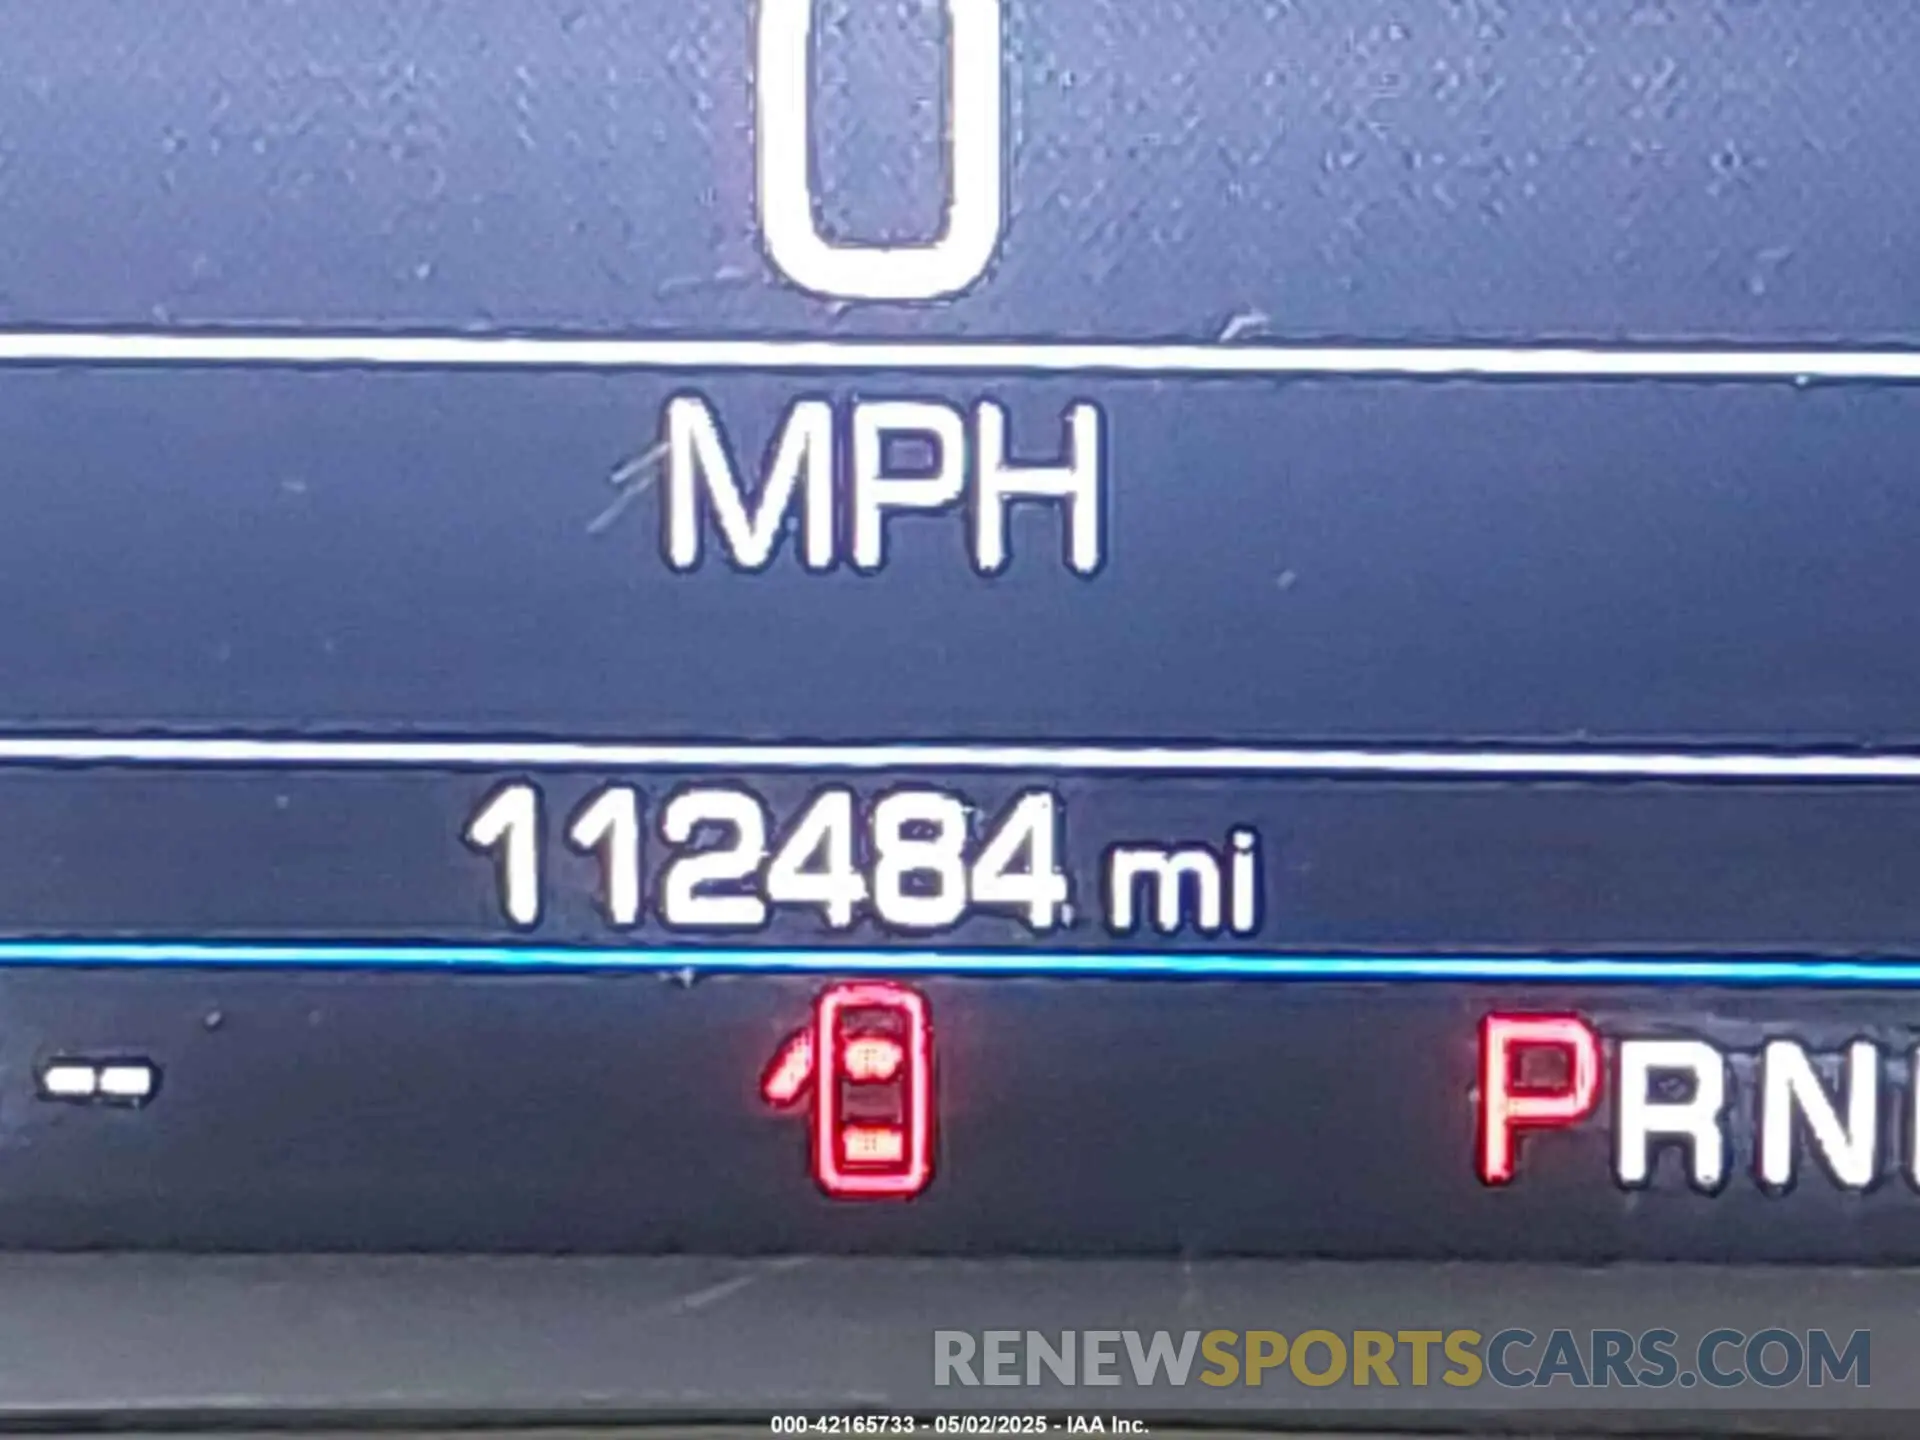 0
MPH
112484 mi
-- PRN
RENEWSPORTSCARS.COM
000-42165733 - 05/02/2025 - IAA Inc.